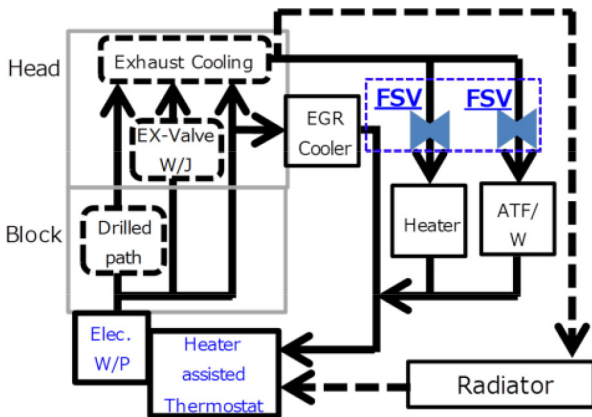 Head
Exhaust Cooling
FSV
FSV
EX-Valve
W/J
EGR
Cooler
Block
Drilled
path
Heater
ATF/
W
Elec.
W/P
Heater
assisted
Thermostat
Radiator